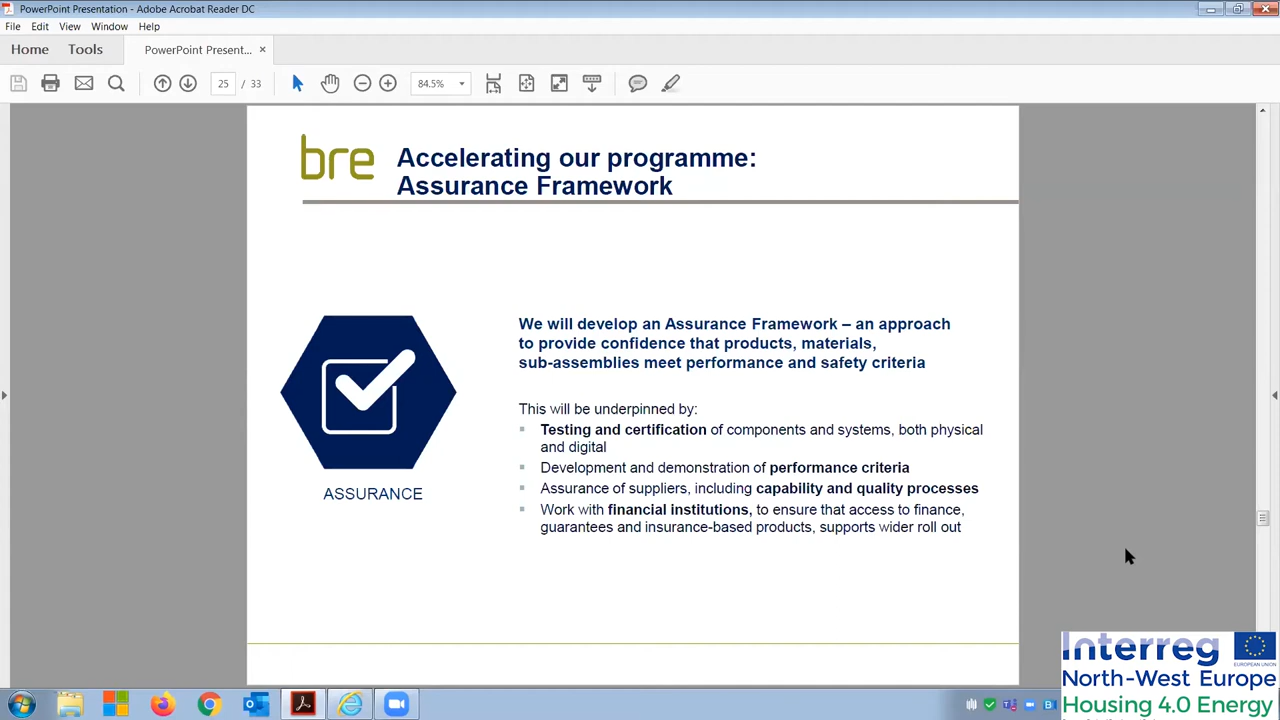 PowerPoint Presentation - Adobe Acrobat Reader DC
File Edit View Window Help
Home Tools PowerPoint Present... ×
25 / 33 84.5%
bre
Accelerating our programme:
Assurance Framework
We will develop an Assurance Framework – an approach
to provide confidence that products, materials,
sub-assemblies meet performance and safety criteria
This will be underpinned by:
Testing and certification of components and systems, both physical
and digital
Development and demonstration of performance criteria
Assurance of suppliers, including capability and quality processes
Work with financial institutions, to ensure that access to finance,
guarantees and insurance-based products, supports wider roll out
ASSURANCE
Interreg
EUROPEAN UNION
North-West Europe
Housing 4.0 Energy